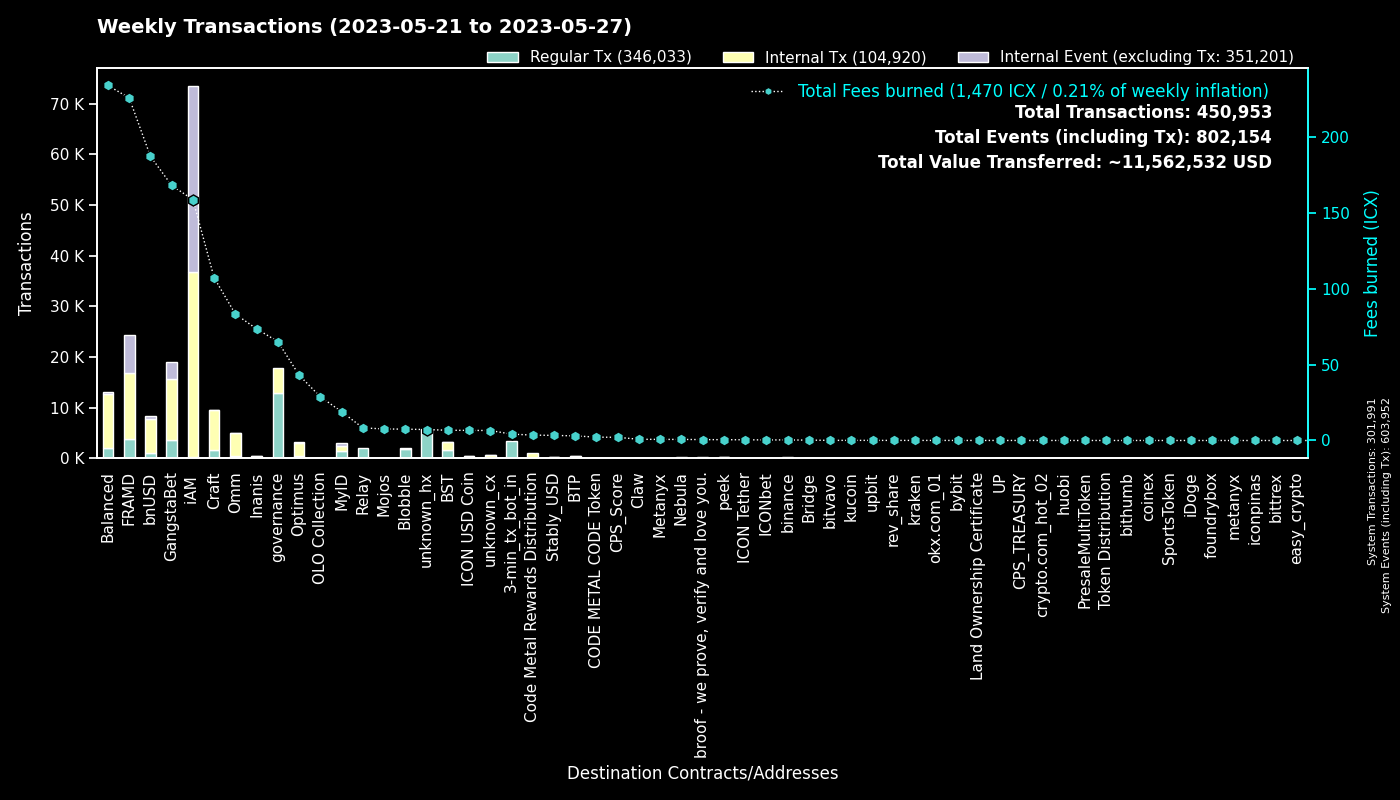 Weekly Transactions (2023-05-21 to 2023-05-27)
Regular Tx (346,033)
Internal Tx (104,920)
Internal Event (excluding Tx: 351,201)
Total Fees burned (1,470 ICX / 0.21% of weekly inflation)
Total Transactions: 450,953
Total Events (including Tx): 802,154
Total Value Transferred: ~11,562,532 USD
Transactions
70 K
60 K
50 K
40 K
30 K
20 K
10 K
0 K
200
150
100
50
0
Fees burned (ICX)
System Transactions: 301,991
System Events (including Tx): 603,952
Balanced
FRAMD
bnUSD
GangstaBet
iAM
Craft
Omm
Inanis
governance
Optimus
OLO Collection
MyID
Relay
Mojos
Blobble
unknown_hx
BST
ICON USD Coin
unknown_cx
3-min_tx_bot_in
Code Metal Rewards Distribution
Stably_USD
BTP
CODE METAL CODE Token
CPS_Score
Claw
Metanyx
Nebula
broof - we prove, verify and love you.
peek
ICON Tether
ICONbet
binance
Bridge
bitvavo
kucoin
upbit
rev_share
kraken
okx.com_01
bybit
Land Ownership Certificate
UP
CPS_TREASURY
crypto.com_hot_02
huobi
PresaleMultiToken
Token Distribution
bithumb
coinex
SportsToken
iDoge
foundrybox
metanyx
iconpinas
bittrex
easy_crypto
Destination Contracts/Addresses